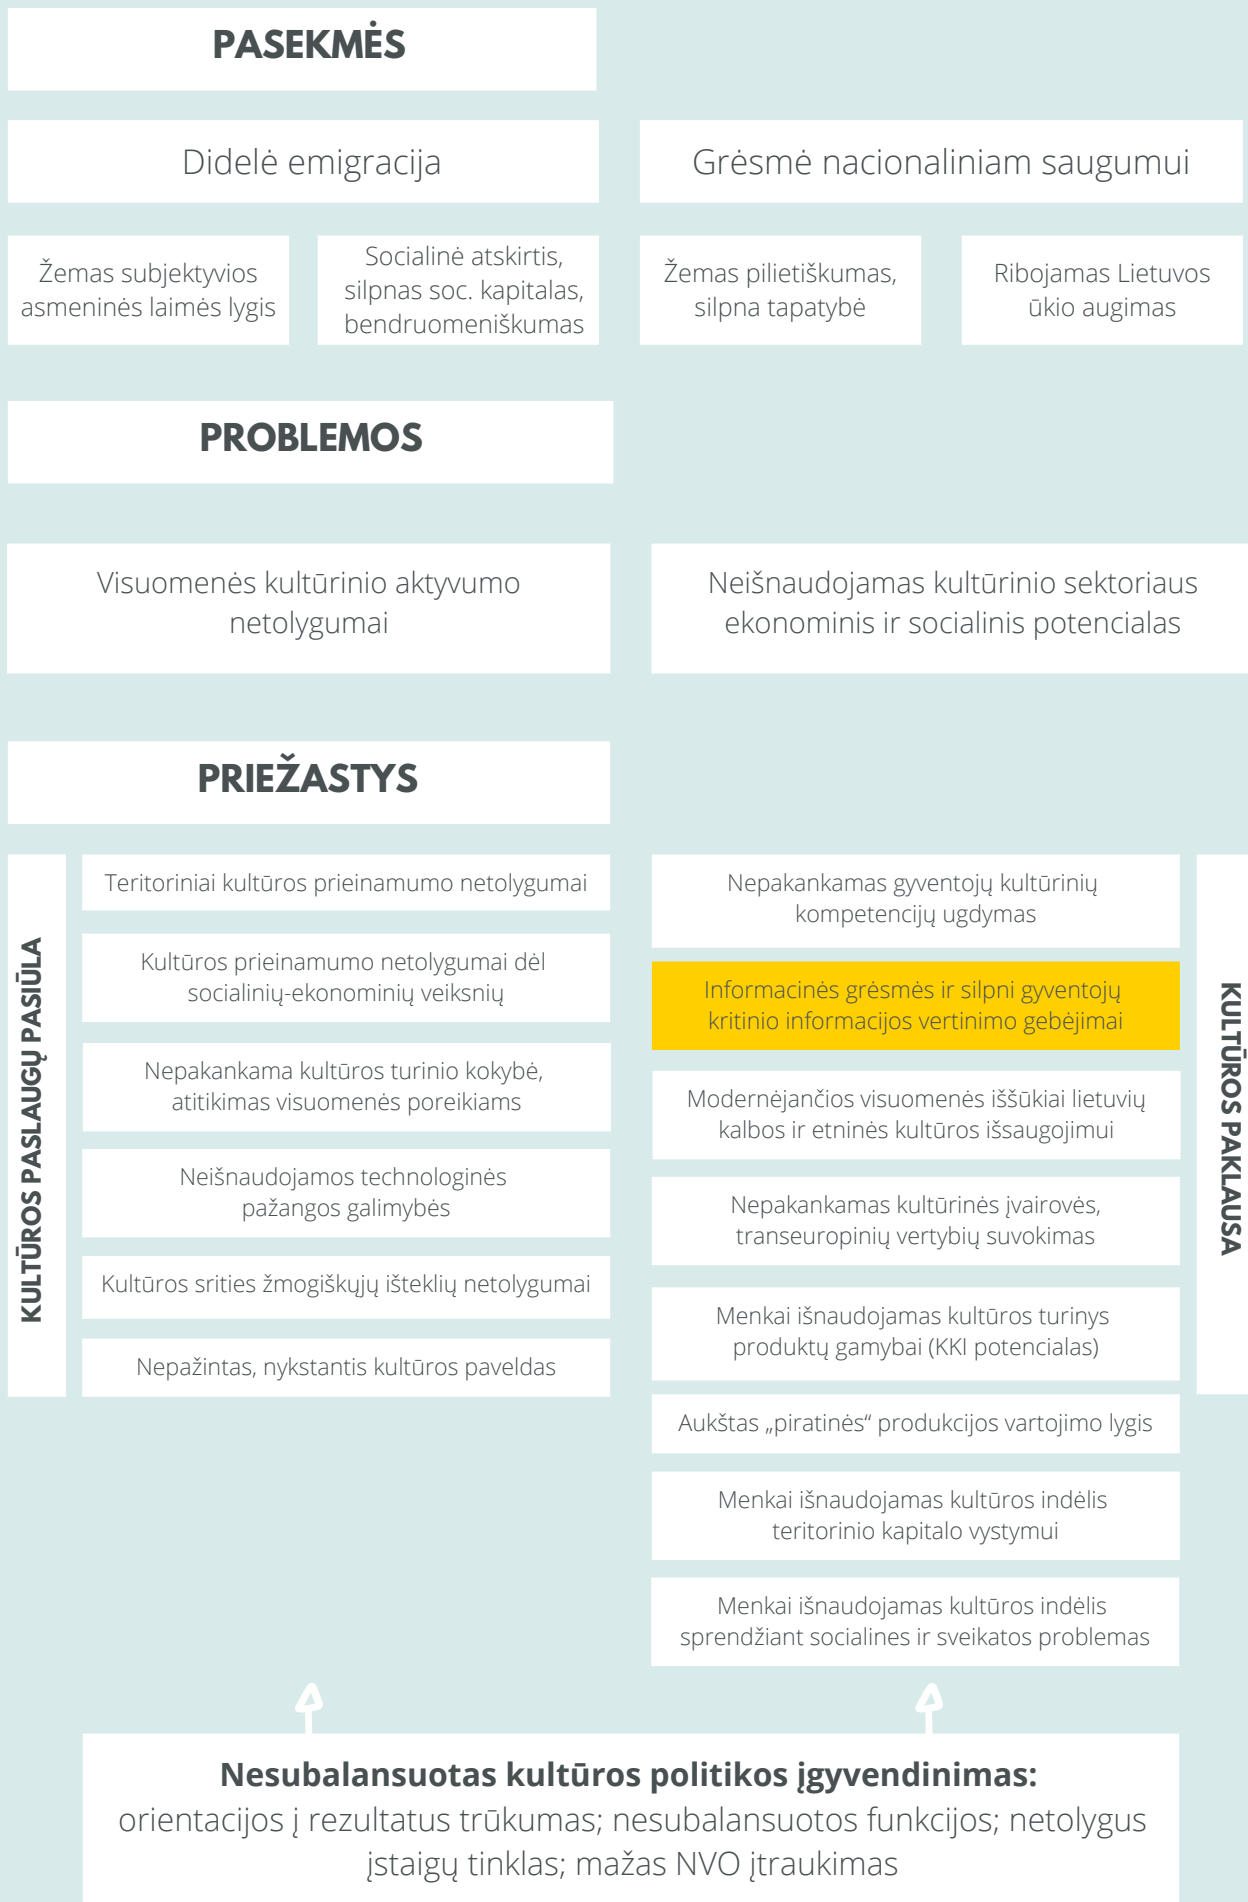 PASEKMĖS
Didelė emigracija
Grėsmė nacionaliniam saugumui
Žemas subjektyvios
asmeninės laimės lygis
Socialinė atskirtis,
silpnas soc. kapitalas,
bendruomeniškumas
Žemas pilietiškumas,
silpna tapatybė
Ribojamas Lietuvos
ūkio augimas
PROBLEMOS
Visuomenės kultūrinio aktyvumo
netolygumai
Neišnaudojamas kultūrinio sektoriaus
ekonominis ir socialinis potencialas
PRIEŽASTYS
KULTŪROS PASLAUGŲ PASIŪLA
Teritoriniai kultūros prieinamumo netolygumai
Kultūros prieinamumo netolygumai dėl
socialinių-ekonominių veiksnių
Nepakankama kultūros turinio kokybė,
atitikimas visuomenės poreikiams
Neišnaudojamos technologinės
pažangos galimybės
Kultūros srities žmogiškųjų išteklių netolygumai
Nepažintas, nykstantis kultūros paveldas
Nepakankamas gyventojų kultūrinių
kompetencijų ugdymas
Informacinės grėsmės ir silpni gyventojų
kritinio informacijos vertinimo gebėjimai
Modernėjančios visuomenės iššūkiai lietuvių
kalbos ir etninės kultūros išsaugojimui
Nepakankamas kultūrinės įvairovės,
transeuropinių vertybių suvokimas
Menkai išnaudojamas kultūros turinys
produktų gamybai (KKI potencialas)
Aukštas „piratinės“ produkcijos vartojimo lygis
Menkai išnaudojamas kultūros indėlis
teritorinio kapitalo vystymui
Menkai išnaudojamas kultūros indėlis
sprendžiant socialines ir sveikatos problemas
KULTŪROS PAKLAUSA
Nesubalansuotas kultūros politikos įgyvendinimas:
orientacijos į rezultatus trūkumas; nesubalansuotos funkcijos; netolygus
įstaigų tinklas; mažas NVO įtraukimas